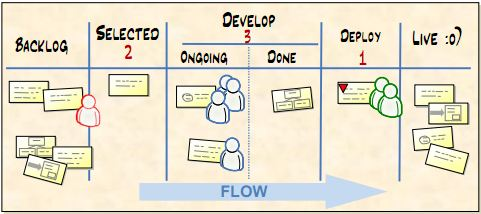 BACKLOG
SELECTED
2
DEVELOP
3
ONGOING
DONE
DEPLOY
1
LIVE :o)
FLOW